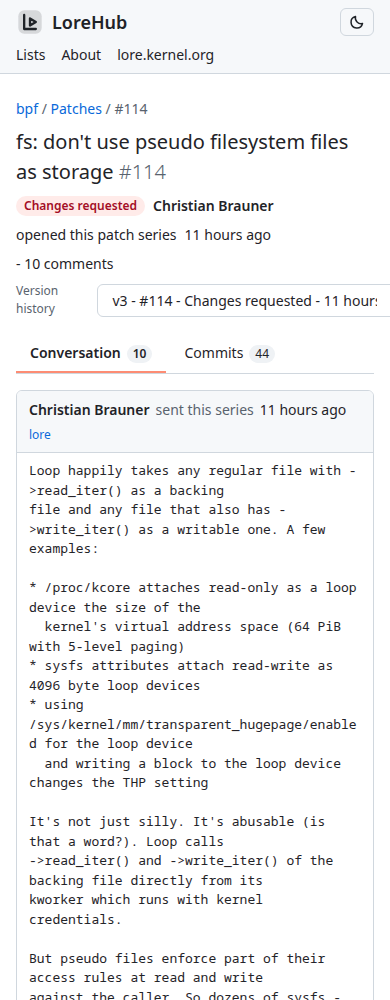 LoreHub
Lists About lore.kernel.org
bpf / Patches / #114
fs: don't use pseudo filesystem files
as storage #114
Changes requested Christian Brauner
opened this patch series 11 hours ago
- 10 comments
Version
history
v3 - #114 - Changes requested - 11 hours
Conversation 10 Commits 44
Christian Brauner sent this series 11 hours ago
lore
Loop happily takes any regular file with -
>read_iter() as a backing
file and any file that also has -
>write_iter() as a writable one. A few
examples:
* /proc/kcore attaches read-only as a loop
device the size of the
kernel's virtual address space (64 PiB
with 5-level paging)
* sysfs attributes attach read-write as
4096 byte loop devices
* using
/sys/kernel/mm/transparent_hugepage/enable
d for the loop device
and writing a block to the loop device
changes the THP setting
It's not just silly. It's abusable (is
that a word?). Loop calls
->read_iter() and ->write_iter() of the
backing file directly from its
kworker which runs with kernel
credentials.
But pseudo files enforce part of their
access rules at read and write
against the caller. So dozens of sysfs -